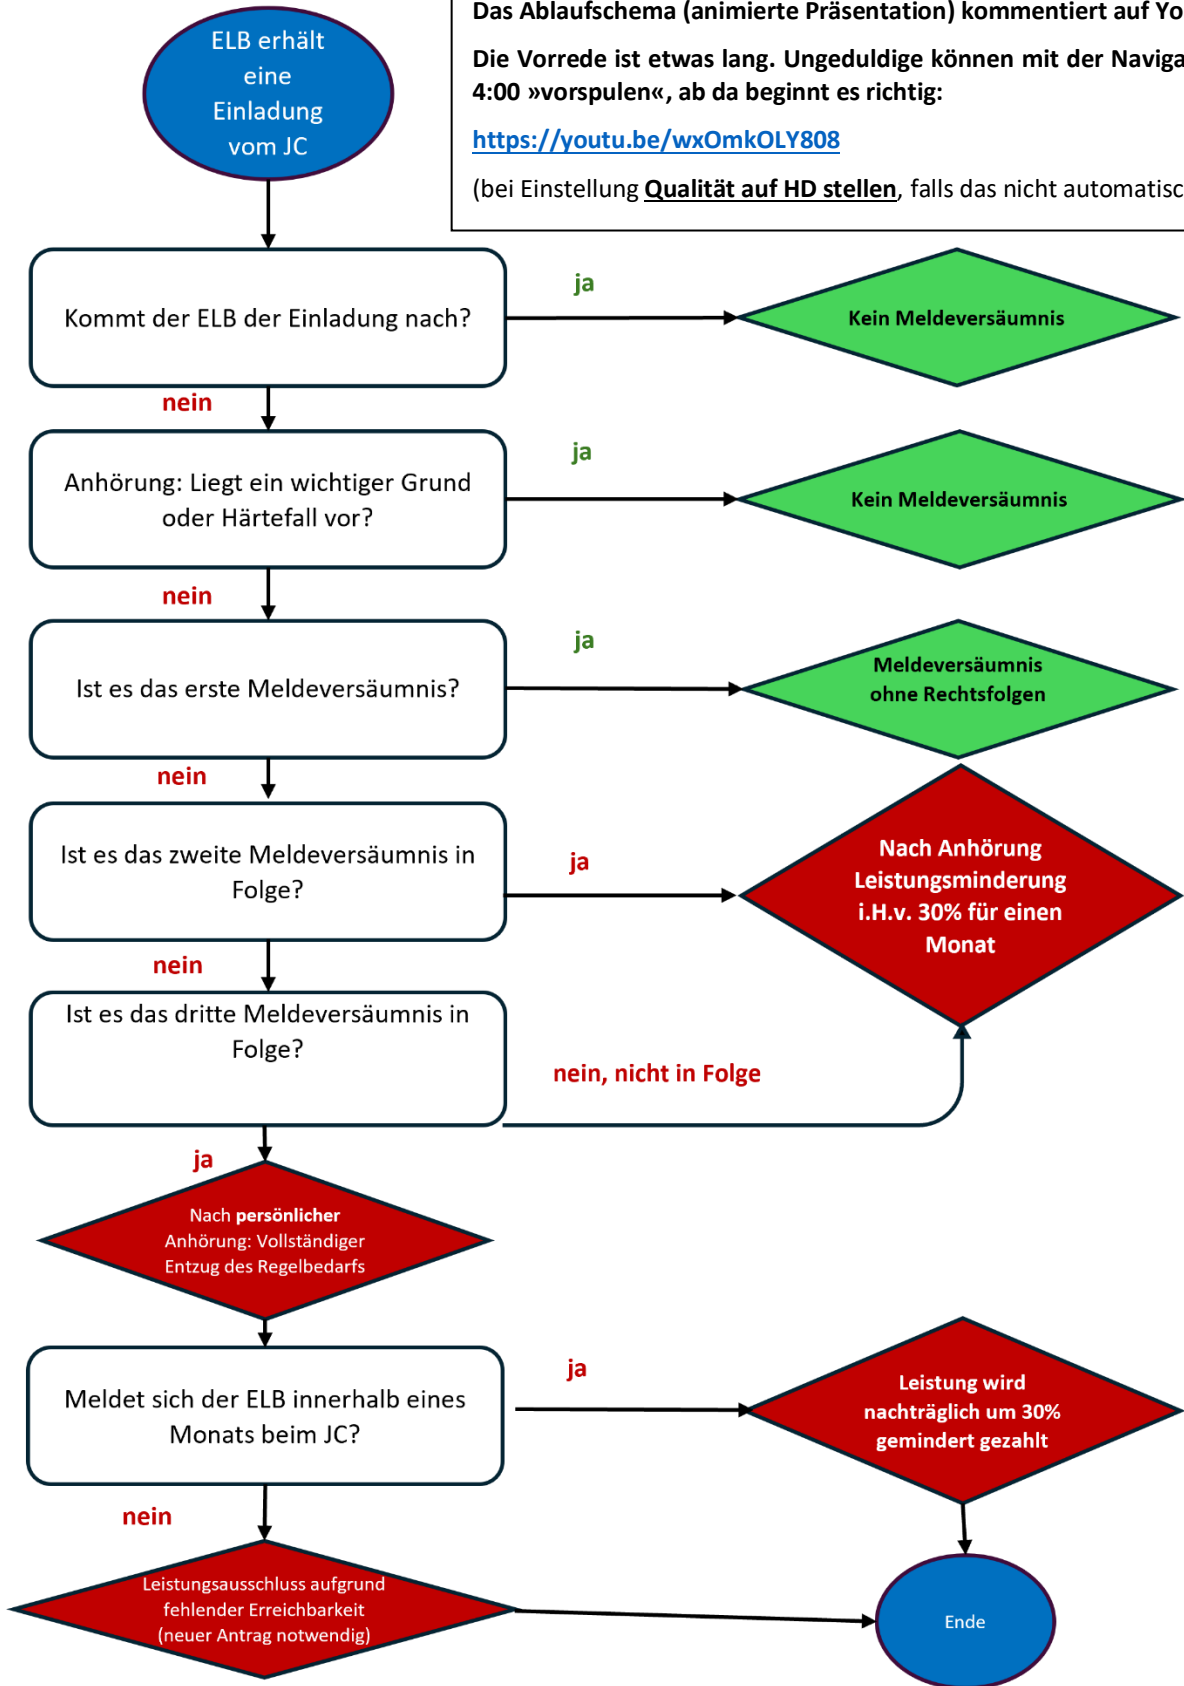 ELB erhält
eine
Einladung
vom JC
Das Ablaufschema (animierte Präsentation) kommentiert auf Yo
Die Vorrede ist etwas lang. Ungeduldige können mit der Naviga
4:00 »vorspulen«, ab da beginnt es richtig:
https://youtu.be/wxOmkOLY808
(bei Einstellung Qualität auf HD stellen, falls das nicht automatisc
Kommt der ELB der Einladung nach?
ja
Kein Meldeversäumnis
nein
Anhörung: Liegt ein wichtiger Grund
oder Härtefall vor?
ja
Kein Meldeversäumnis
nein
Ist es das erste Meldeversäumnis?
ja
Meldeversäumnis
ohne Rechtsfolgen
nein
Ist es das zweite Meldeversäumnis in
Folge?
ja
Nach Anhörung
Leistungsminderung
i.H.v. 30% für einen
Monat
nein
Ist es das dritte Meldeversäumnis in
Folge?
nein, nicht in Folge
ja
Nach persönlicher
Anhörung: Vollständiger
Entzug des Regelbedarfs
Meldet sich der ELB innerhalb eines
Monats beim JC?
ja
Leistung wird
nachträglich um 30%
gemindert gezahlt
nein
Leistungsausschluss aufgrund
fehlender Erreichbarkeit
(neuer Antrag notwendig)
Ende